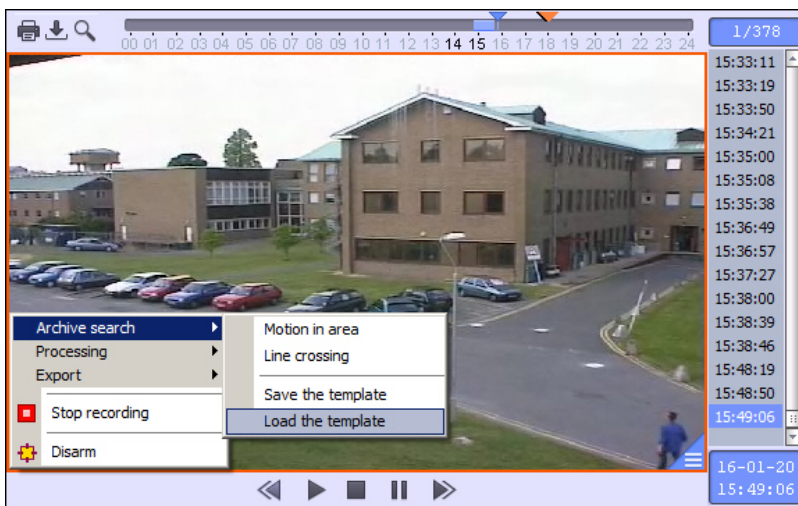 00 01 02 03 04 05 06 07 08 09 10 11 12 13 14 15 16 17 18 19 20 21 22 23 24
1/378
15:33:11
15:33:19
15:33:50
15:34:21
15:35:00
15:35:08
15:35:38
15:36:49
15:36:57
15:37:27
15:38:00
15:38:39
15:38:46
15:48:19
15:48:50
15:49:06
Archive search
Processing
Export
Stop recording
Disarm
Motion in area
Line crossing
Save the template
Load the template
16-01-20
15:49:06